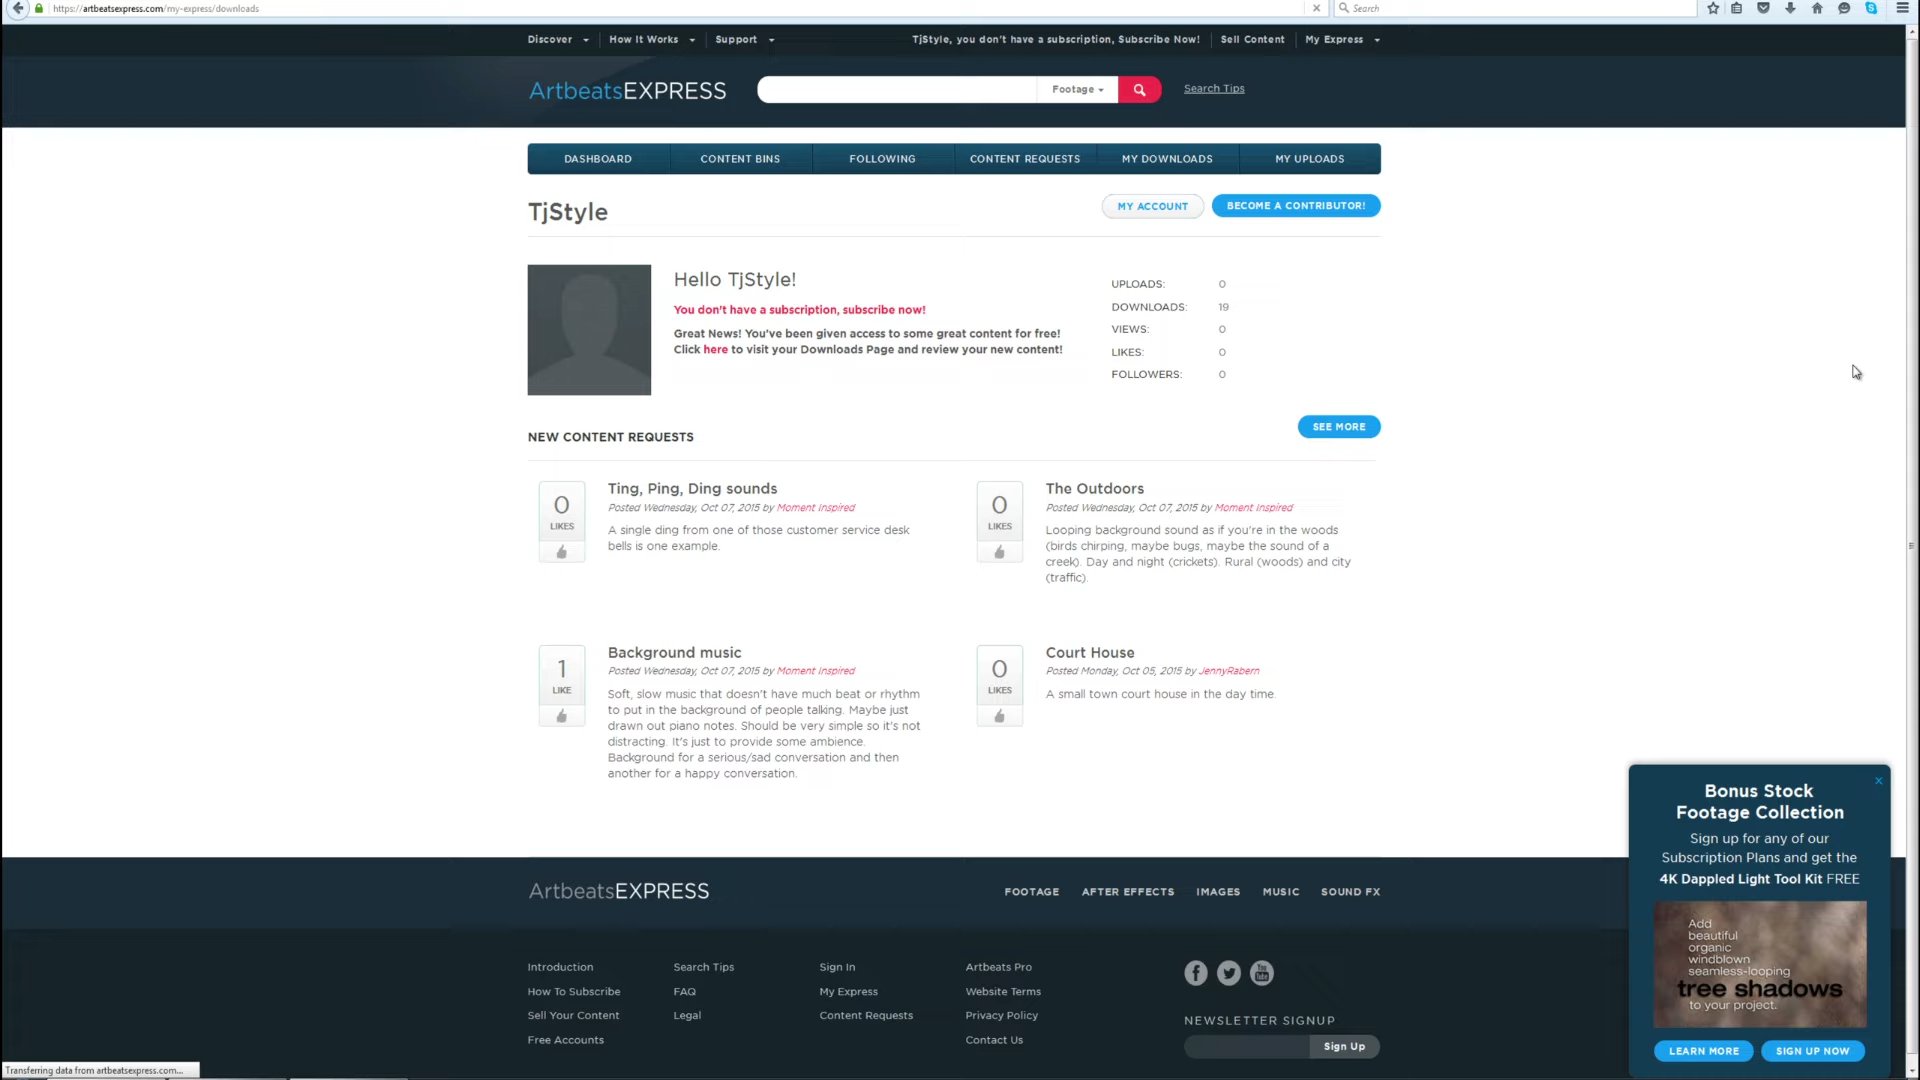 https://artbeatsexpress.com/my-express/downloads
Search
Discover
How It Works
Support
TjStyle, you don't have a subscription, Subscribe Now!
Sell Content
My Express
ArtbeatsEXPRESS
Footage
Search Tips
DASHBOARD
CONTENT BINS
FOLLOWING
CONTENT REQUESTS
MY DOWNLOADS
MY UPLOADS
TjStyle
MY ACCOUNT
BECOME A CONTRIBUTOR!
Hello TjStyle!
You don't have a subscription, subscribe now!
Great News! You've been given access to some great content for free!
Click here to visit your Downloads Page and review your new content!
UPLOADS: 0
DOWNLOADS: 19
VIEWS: 0
LIKES: 0
FOLLOWERS: 0
NEW CONTENT REQUESTS
SEE MORE
0
LIKES
Ting, Ping, Ding sounds
Posted Wednesday, Oct 07, 2015 by Moment Inspired
A single ding from one of those customer service desk
bells is one example.
0
LIKES
The Outdoors
Posted Wednesday, Oct 07, 2015 by Moment Inspired
Looping background sound as if you're in the woods
(birds chirping, maybe bugs, maybe the sound of a
creek). Day and night (crickets). Rural (woods) and city
(traffic).
1
LIKE
Background music
Posted Wednesday, Oct 07, 2015 by Moment Inspired
Soft, slow music that doesn't have much beat or rhythm
to put in the background of people talking. Maybe just
drawn out piano notes. Should be very simple so it's not
distracting. It's just to provide some ambience.
Background for a serious/sad conversation and then
another for a happy conversation.
0
LIKES
Court House
Posted Monday, Oct 05, 2015 by JennyRabern
A small town court house in the day time.
Bonus Stock
Footage Collection
Sign up for any of our
Subscription Plans and get the
4K Dappled Light Tool Kit FREE
Add
beautiful
organic
windblown
seamless-looping
tree shadows
to your project.
LEARN MORE
SIGN UP NOW
ArtbeatsEXPRESS
FOOTAGE
AFTER EFFECTS
IMAGES
MUSIC
SOUND FX
Introduction
How To Subscribe
Sell Your Content
Free Accounts
Search Tips
FAQ
Legal
Sign In
My Express
Content Requests
Artbeats Pro
Website Terms
Privacy Policy
Contact Us
You
Tube
NEWSLETTER SIGNUP
Sign Up
Transferring data from artbeatsexpress.com...